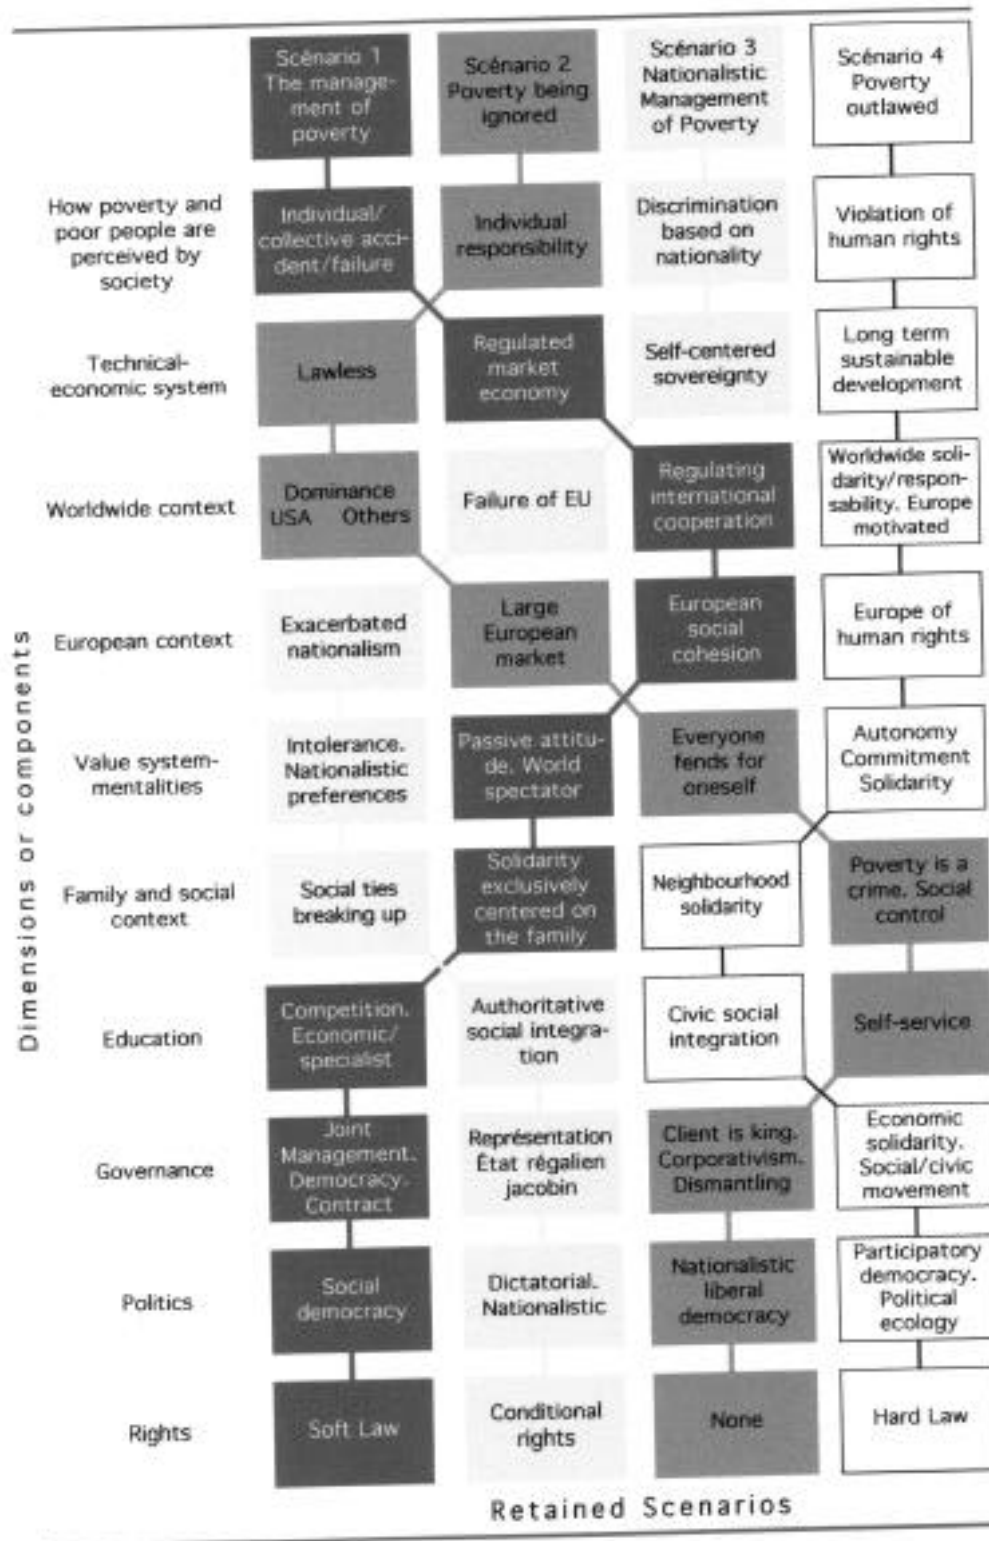 Scénario 1
The manage-
ment of
poverty
Scénario 2
Poverty being
ignored
Scénario 3
Nationalistic
Management
of Poverty
Scénario 4
Poverty
outlawed
How poverty and
poor people are
perceived by
society
Individual/
collective acci-
dent/failure
Individual
responsibility
Discrimination
based on
nationality
Violation of
human rights
Technical-
economic system
Lawless
Regulated
market
economy
Self-centered
sovereignty
Long term
sustainable
development
Worldwide context
Dominance
USA Others
Failure of EU
Regulating
international
cooperation
Worldwide soli-
darity/respon-
sability. Europe
motivated
European context
Exacerbated
nationalism
Large
European
market
European
social
cohesion
Europe of
human rights
Value system-
mentalities
Intolerance.
Nationalistic
preferences
Passive attitu-
de. World
spectator
Everyone
fends for
oneself
Autonomy
Commitment
Solidarity
Family and social
context
Social ties
breaking up
Solidarity
exclusively
centered on
the family
Neighbourhood
solidarity
Poverty is a
crime. Social
control
Education
Competition.
Economic/
specialist
Authoritative
social integra-
tion
Civic social
integration
Self-service
Governance
Joint
Management.
Democracy.
Contract
Représentation
État régalien
jacobin
Client is king.
Corporativism.
Dismantling
Economic
solidarity.
Social/civic
movement
Politics
Social
democracy
Dictatorial.
Nationalistic
Nationalistic
liberal
democracy
Participatory
democracy.
Political
ecology
Rights
Soft Law
Conditional
rights
None
Hard Law
Dimensions or components
Retained Scenarios